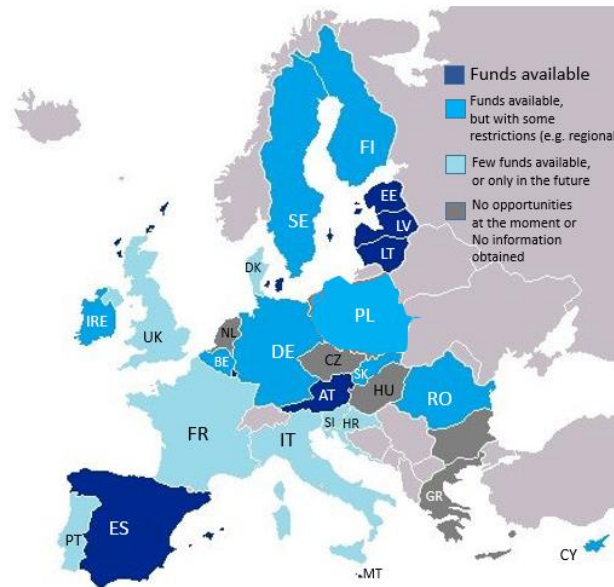 Funds available
Funds available,
but with some
restrictions (e.g. regional
Few funds available,
or only in the future
No opportunities
at the moment or
No information
obtained
FI
SE
EE
LV
LT
DK
IRE
UK
NL
BE
DE
PL
CZ
SK
AT
HU
RO
FR
SI
HR
IT
PT
ES
GR
MT
CY